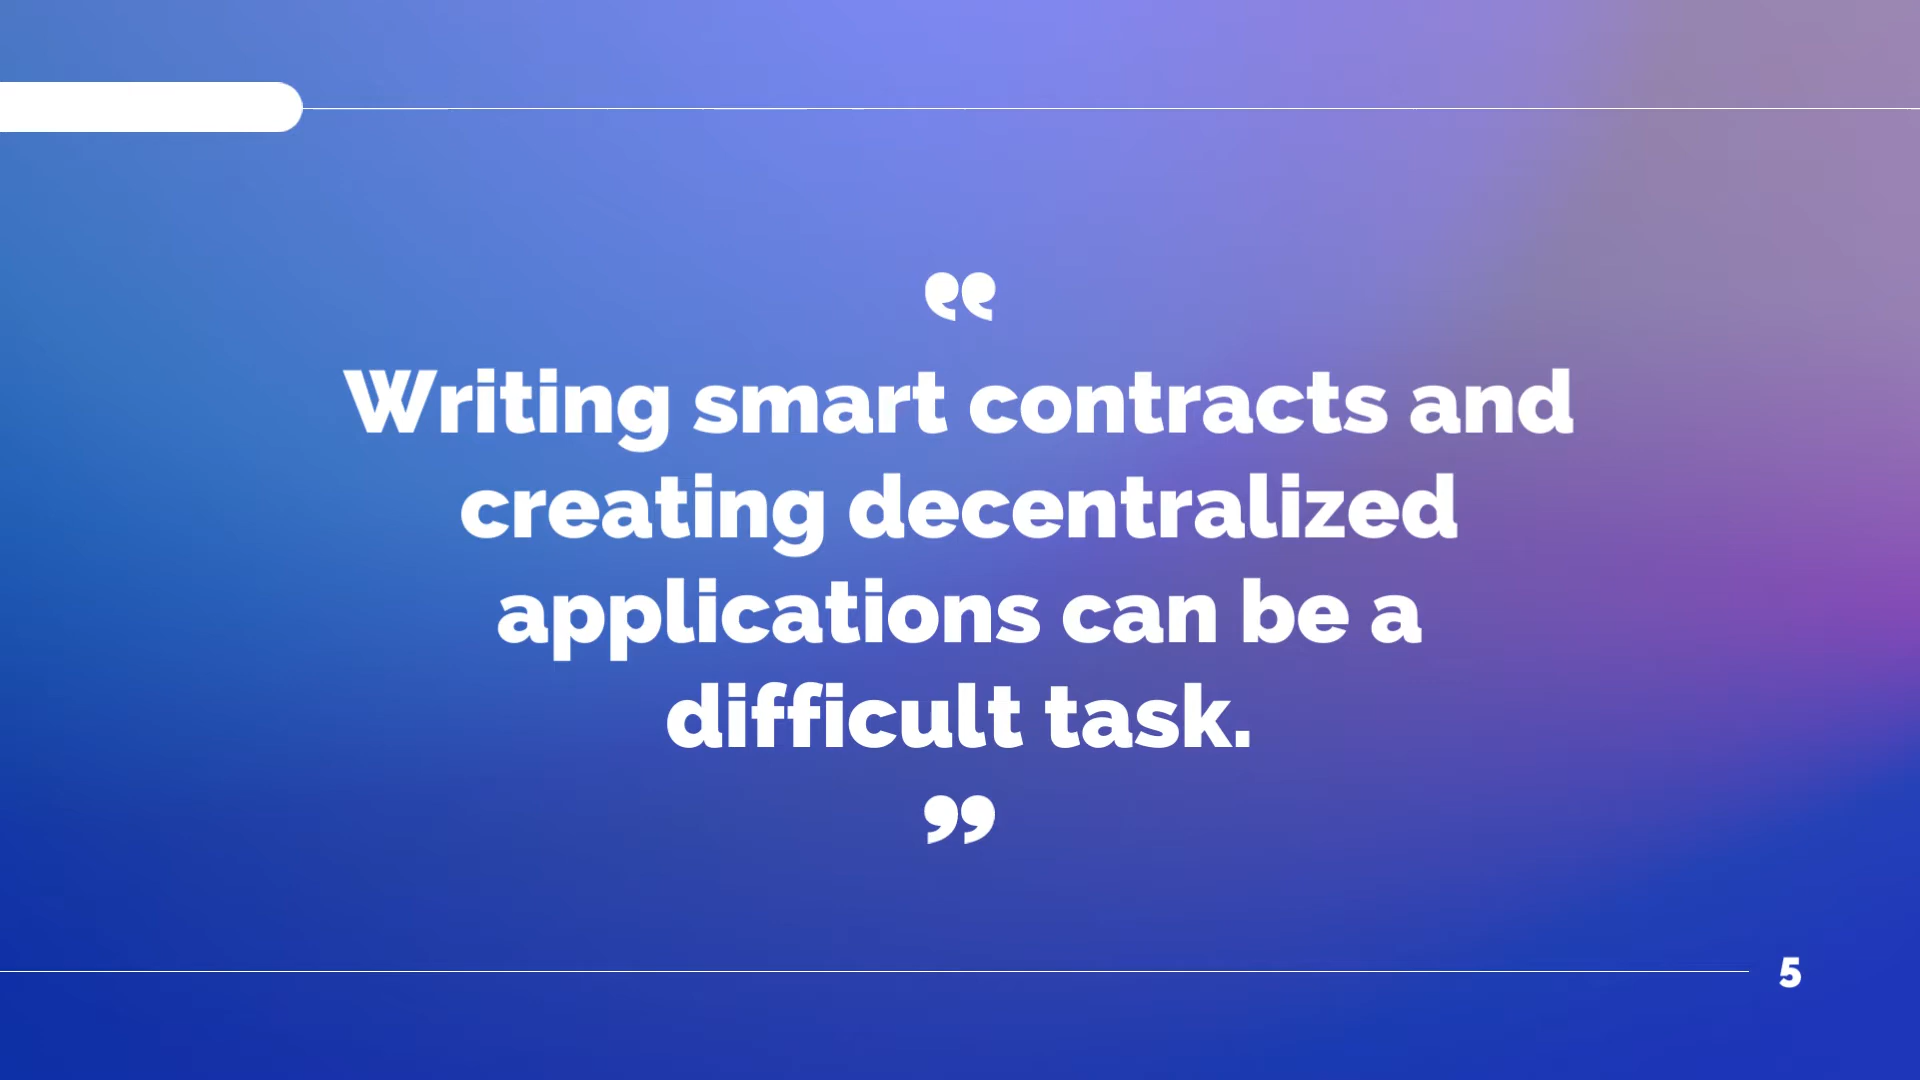 “
Writing smart contracts and
creating decentralized
applications can be a
difficult task.
”
5